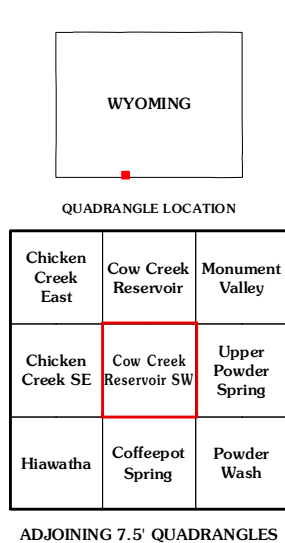 WYOMING
QUADRANGLE LOCATION
Chicken
Creek
East
Cow Creek
Reservoir
Monument
Valley
Chicken
Creek SE
Cow Creek
Reservoir SW
Upper
Powder
Spring
Hiawatha
Coffeepot
Spring
Powder
Wash
ADJOINING 7.5' QUADRANGLES